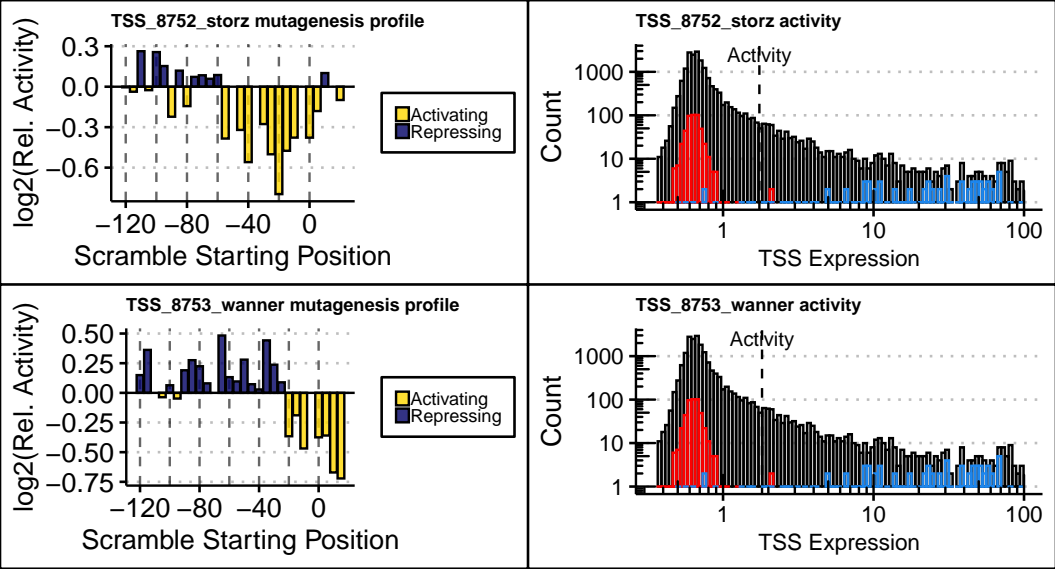 TSS_8752_storz mutagenesis profile
log2(Rel. Activity)
0.3
0.0
−0.3
−0.6
−120 −80 −40 0
Scramble Starting Position
Activating
Repressing
TSS_8752_storz activity
Activity
Count
1000
100
10
1
1 10 100
TSS Expression
TSS_8753_wanner mutagenesis profile
log2(Rel. Activity)
0.50
0.25
0.00
−0.25
−0.50
−0.75
−120 −80 −40 0
Scramble Starting Position
Activating
Repressing
TSS_8753_wanner activity
Activity
Count
1000
100
10
1
1 10 100
TSS Expression